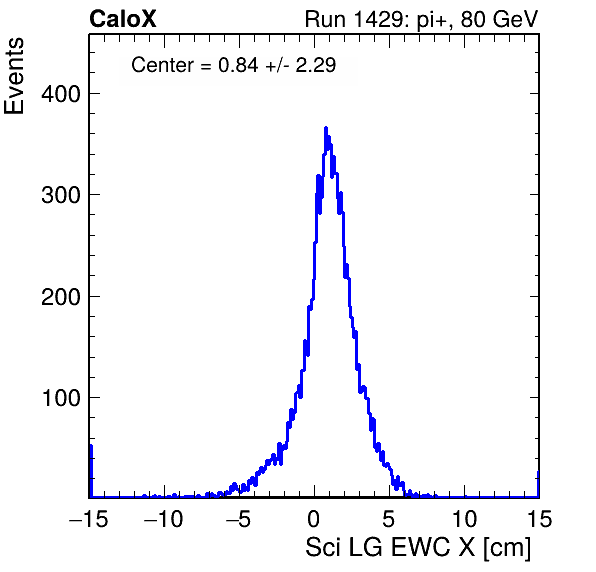 CaloX Run 1429: pi+, 80 GeV
Center = 0.84 +/- 2.29
Events
400
300
200
100
−15 −10 −5 0 5 10 15
Sci LG EWC X [cm]